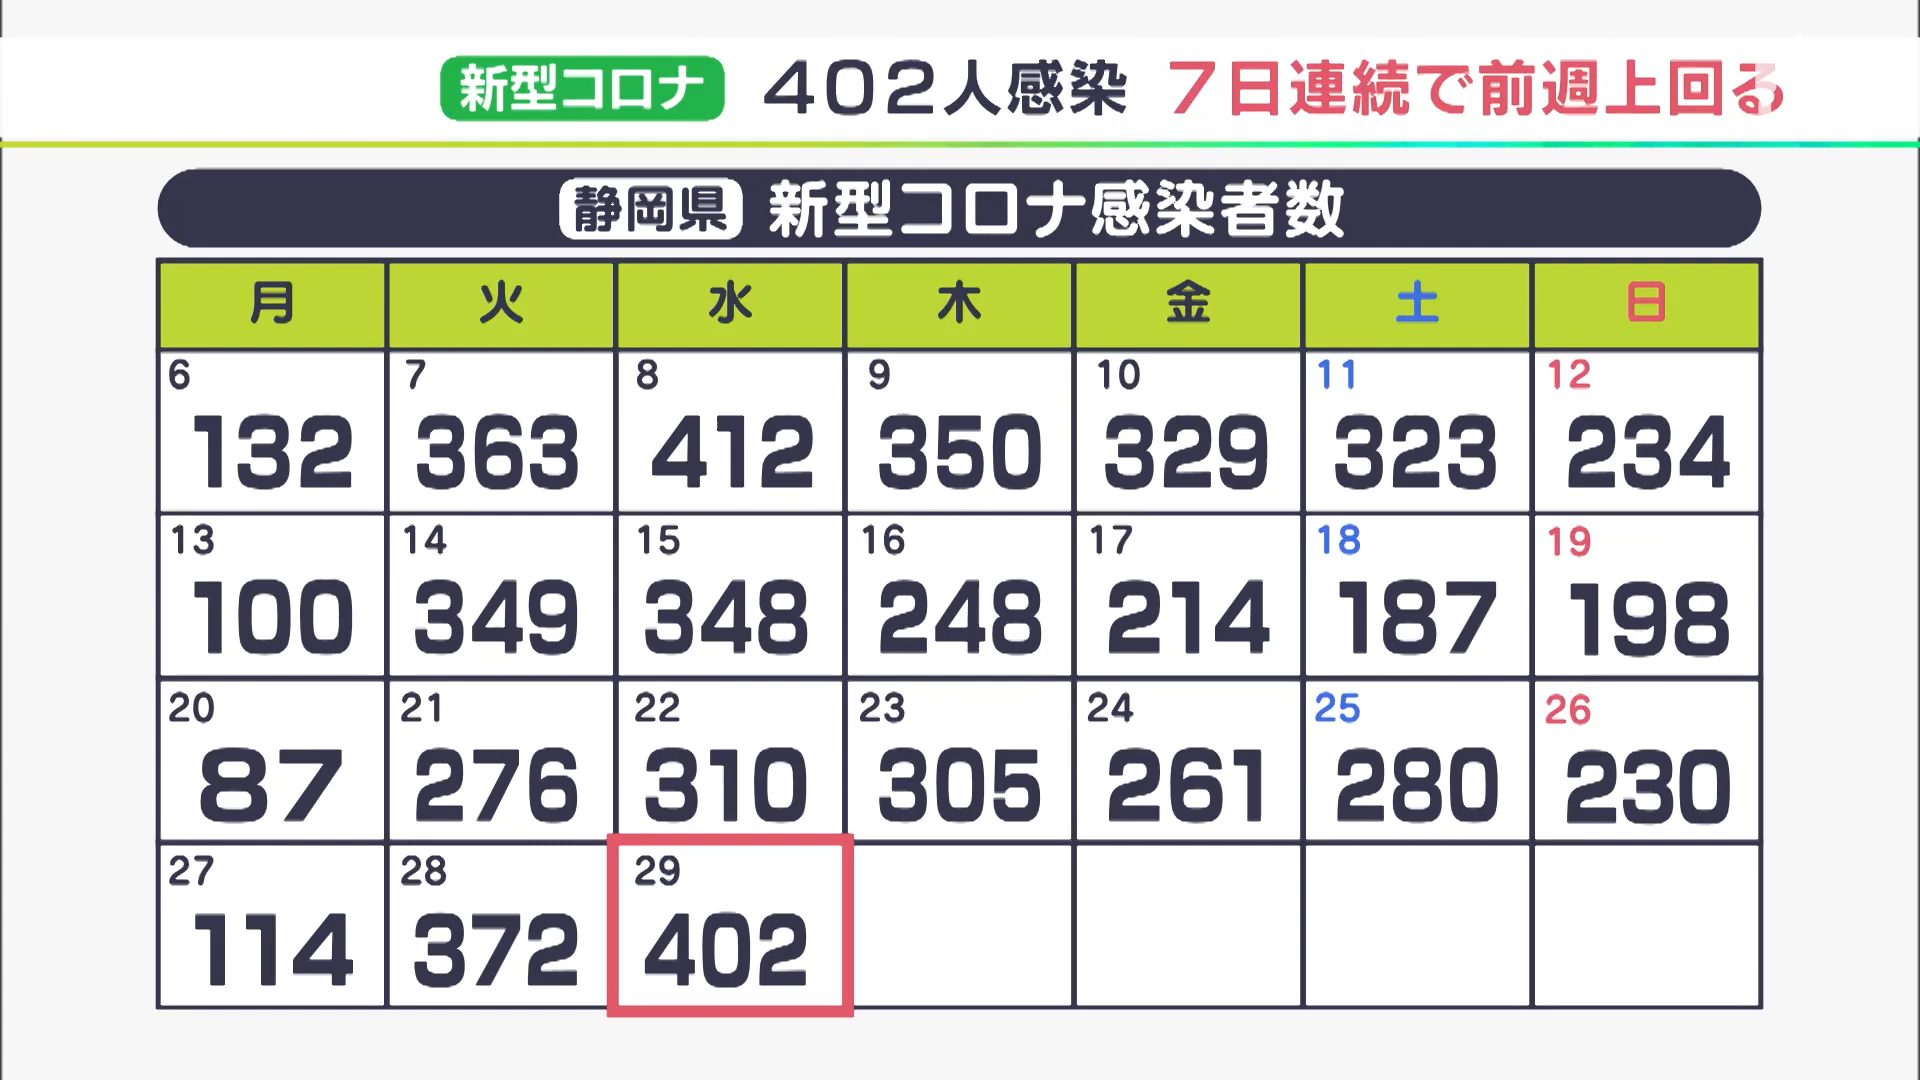 新型コロナ ４０２人感染 ７日連続で前週上回る
静岡県 新型コロナ感染者数
月 火 水 木 金 土 日
6 7 8 9 10 11 12
132 363 412 350 329 323 234
13 14 15 16 17 18 19
100 349 348 248 214 187 198
20 21 22 23 24 25 26
87 276 310 305 261 280 230
27 28 29
114 372 402